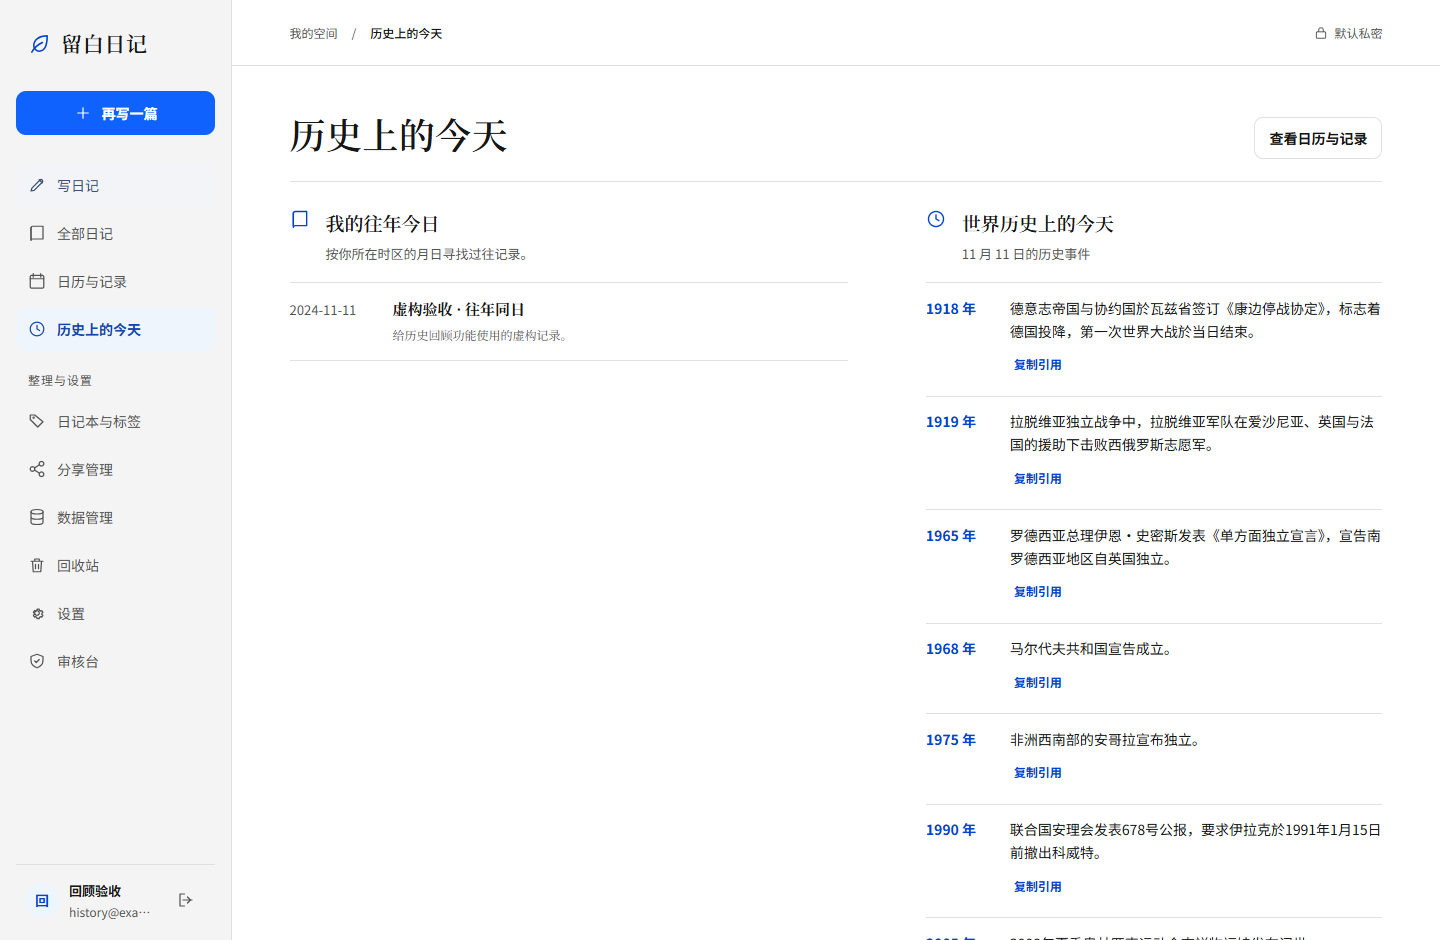 留白日记
再写一篇
写日记
全部日记
日历与记录
历史上的今天
整理与设置
日记本与标签
分享管理
数据管理
回收站
设置
审核台
回
回顾验收
history@exa···
我的空间 / 历史上的今天
默认私密
历史上的今天
查看日历与记录
我的往年今日
按你所在时区的月日寻找过往记录。
2024-11-11
虚构验收 · 往年同日
给历史回顾功能使用的虚构记录。
世界历史上的今天
11 月 11 日的历史事件
1918 年
德意志帝国与协约国於瓦兹省签订《康边停战协定》，标志着
德国投降，第一次世界大战於当日结束。
复制引用
1919 年
拉脱维亚独立战争中，拉脱维亚军队在爱沙尼亚、英国与法
国的援助下击败西俄罗斯志愿军。
复制引用
1965 年
罗德西亚总理伊恩·史密斯发表《单方面独立宣言》，宣告南
罗德西亚地区自英国独立。
复制引用
1968 年
马尔代夫共和国宣告成立。
复制引用
1975 年
非洲西南部的安哥拉宣布独立。
复制引用
1990 年
联合国安理会发表678号公报，要求伊拉克於1991年1月15日
前撤出科威特。
复制引用